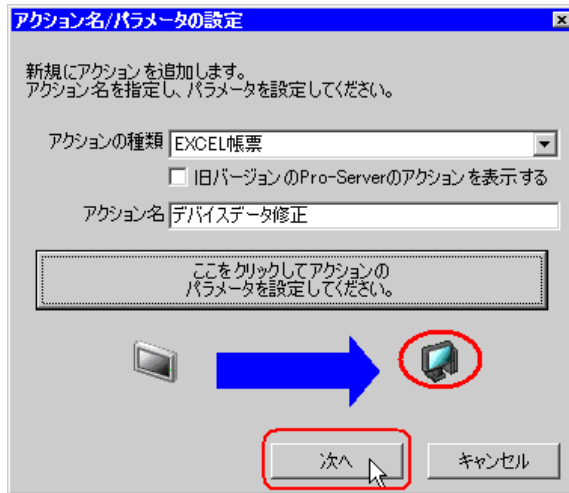 アクション名/パラメータの設定
新規にアクションを追加します。
アクション名を指定し、パラメータを設定してください。
アクションの種類 EXCEL帳票
旧バージョンのPro-Serverのアクションを表示する
アクション名 デバイスデータ修正
ここをクリックしてアクションの
パラメータを設定してください。
次へ キャンセル